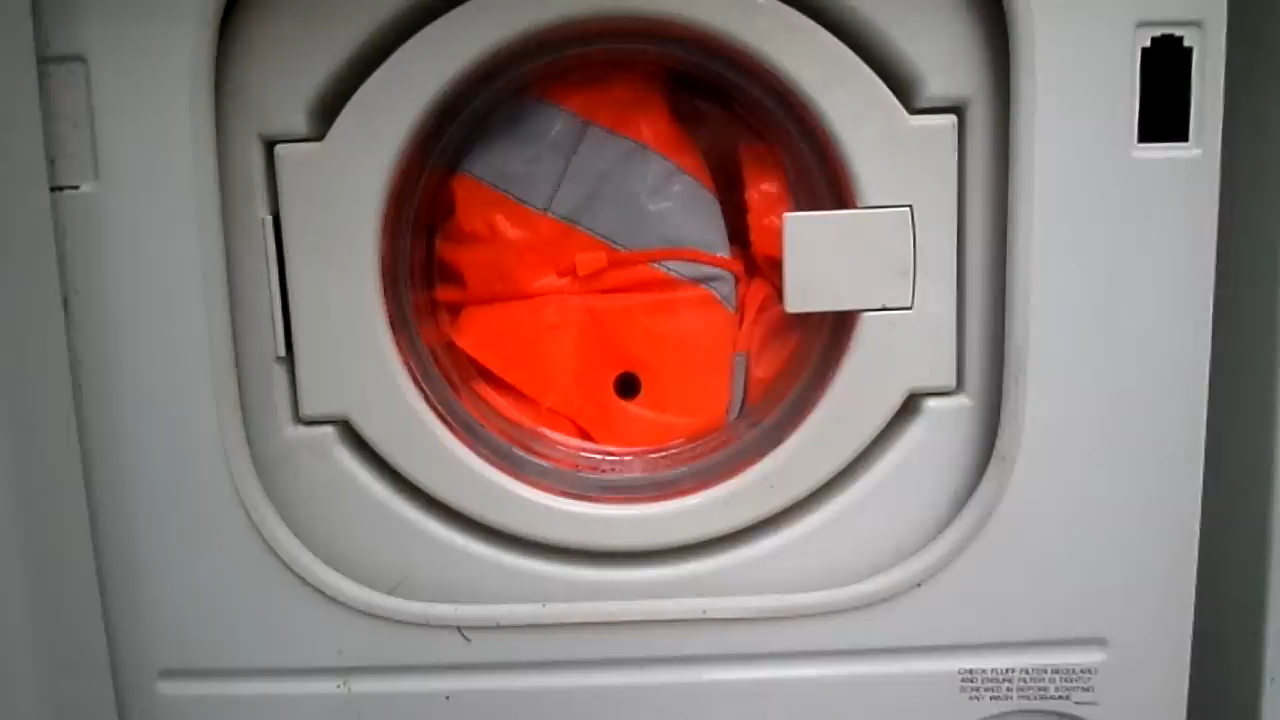 CHECK FLUFF FILTER REGULARLY
AND ENSURE FILTER IS TIGHTLY
SCREWED IN BEFORE STARTING
ANY WASH PROGRAMME